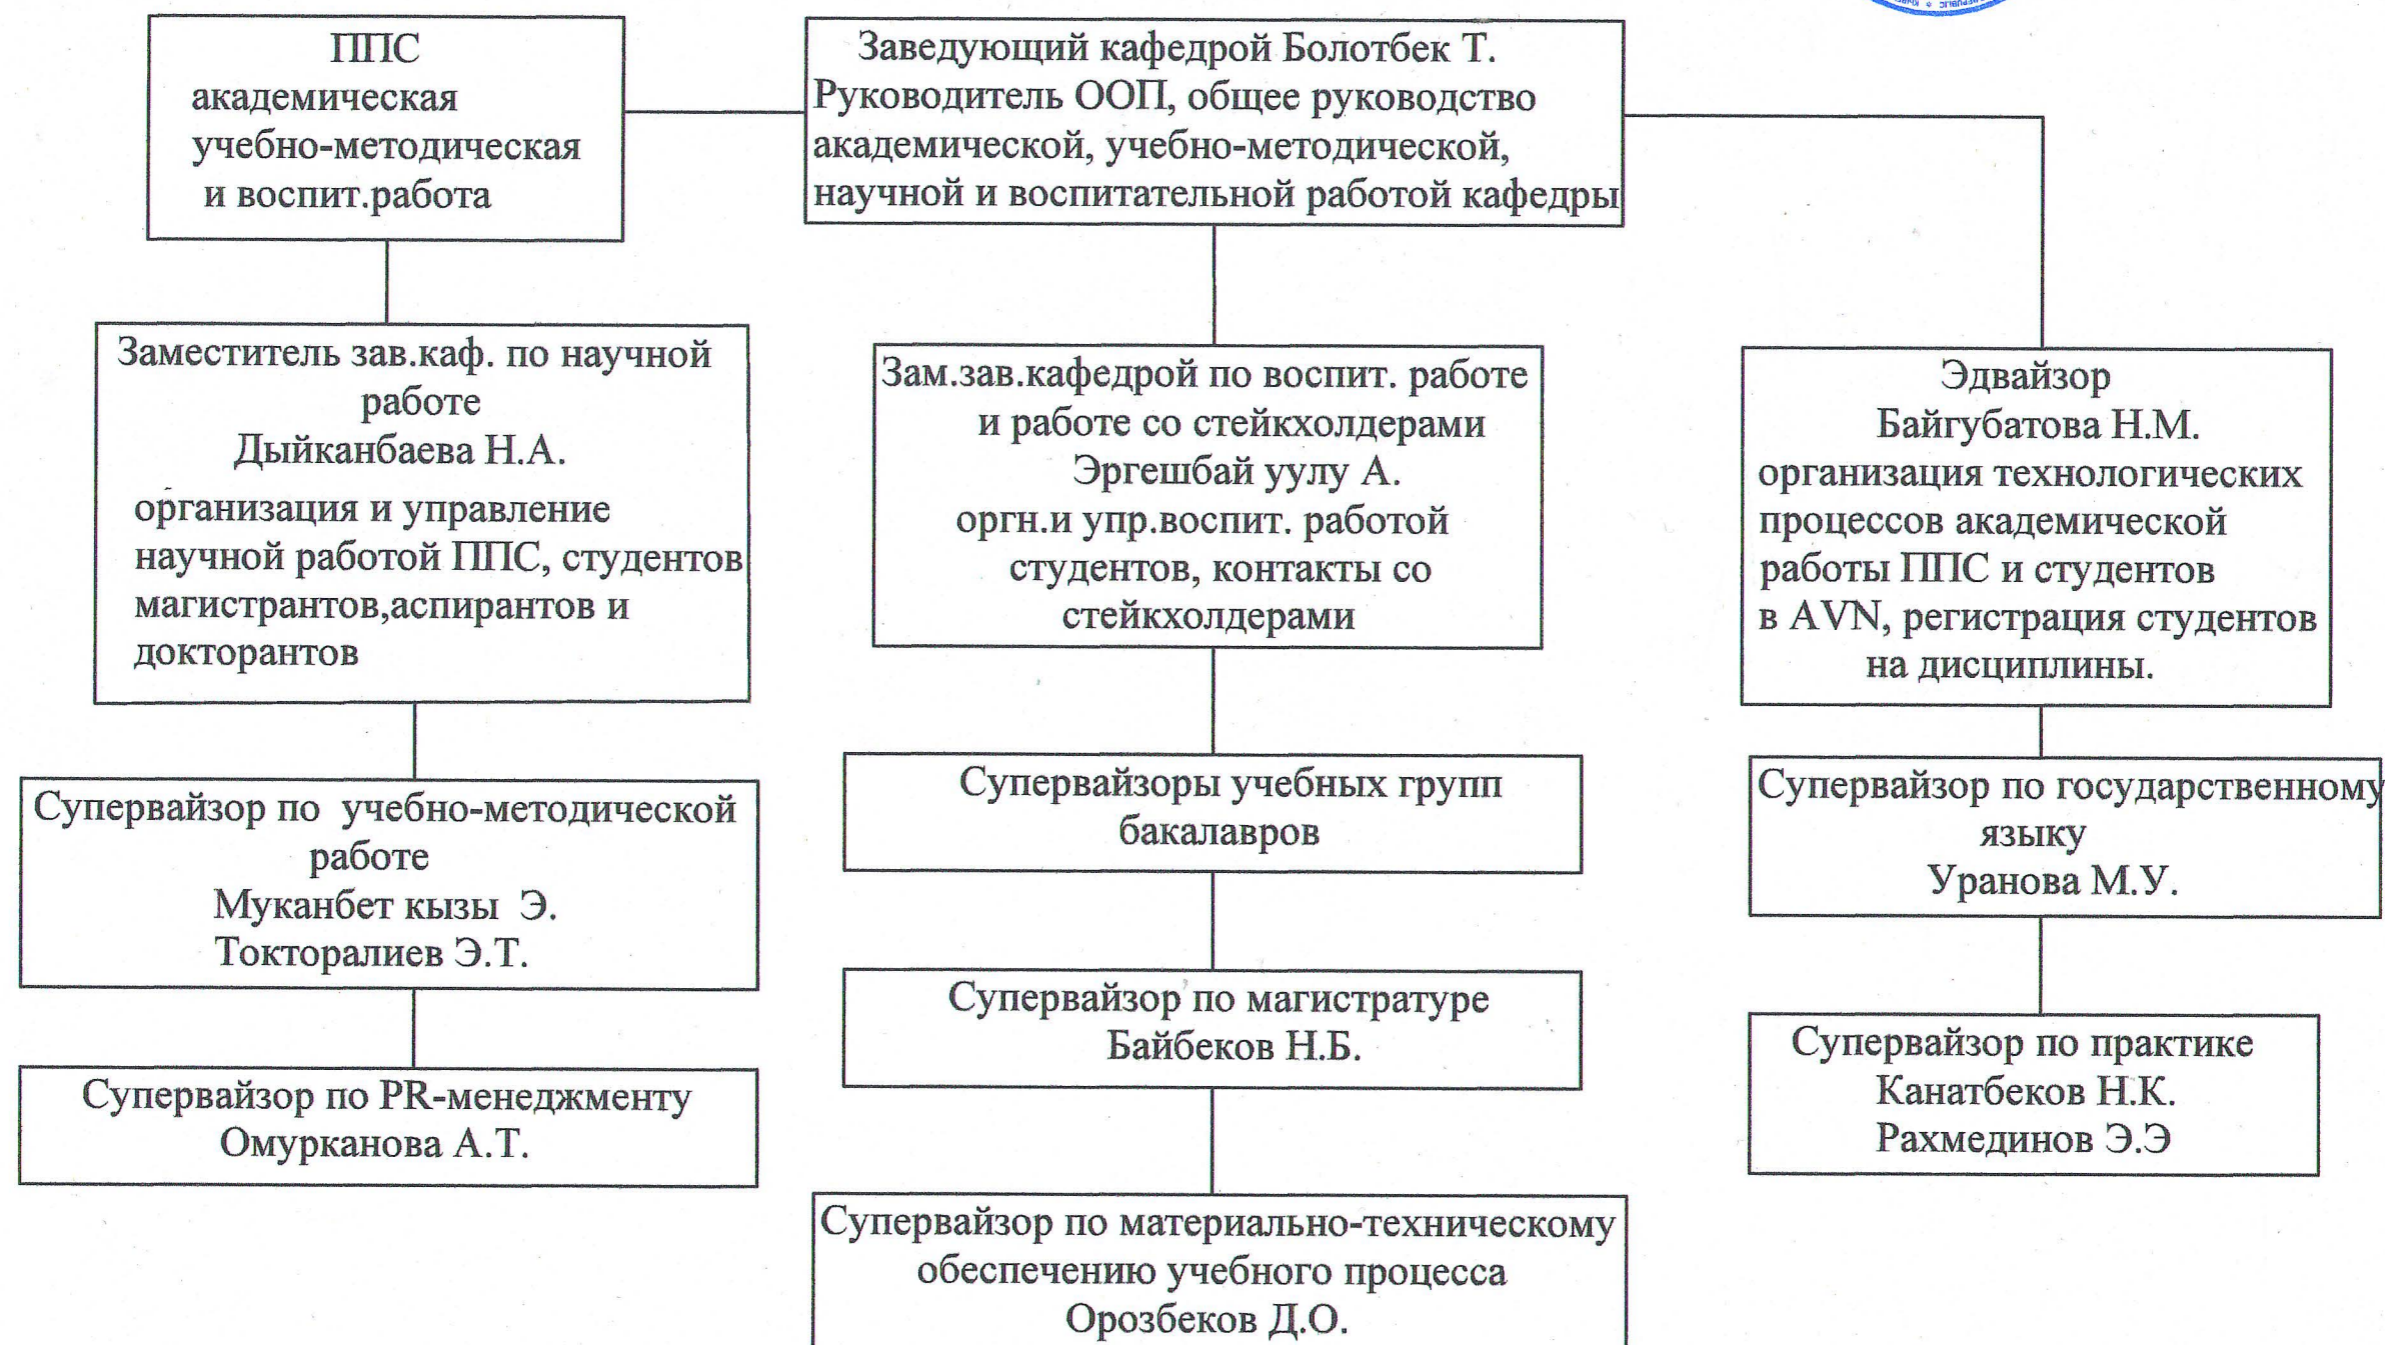 ППС
академическая
учебно-методическая
и воспит.работа
Заведующий кафедрой Болотбек Т.
Руководитель ООП, общее руководство
академической, учебно-методической,
научной и воспитательной работой кафедры
Заместитель зав.каф. по научной
работе
Дыйканбаева Н.А.
организация и управление
научной работой ППС, студентов
магистрантов,аспирантов и
докторантов
Зам.зав.кафедрой по воспит. работе
и работе со стейкхолдерами
Эргешбай уулу А.
оргн.и упр.воспит. работой
студентов, контакты со
стейкхолдерами
Эдвайзор
Байгубатова Н.М.
организация технологических
процессов академической
работы ППС и студентов
в AVN, регистрация студентов
на дисциплины.
Супервайзор по учебно-методической
работе
Муканбет кызы Э.
Токторалиев Э.Т.
Супервайзоры учебных групп
бакалавров
Супервайзор по государственному
языку
Уранова М.У.
Супервайзор по магистратуре
Байбеков Н.Б.
Супервайзор по практике
Канатбеков Н.К.
Рахмединов Э.Э
Супервайзор по PR-менеджменту
Омурканова А.Т.
Супервайзор по материально-техническому
обеспечению учебного процесса
Орозбеков Д.О.